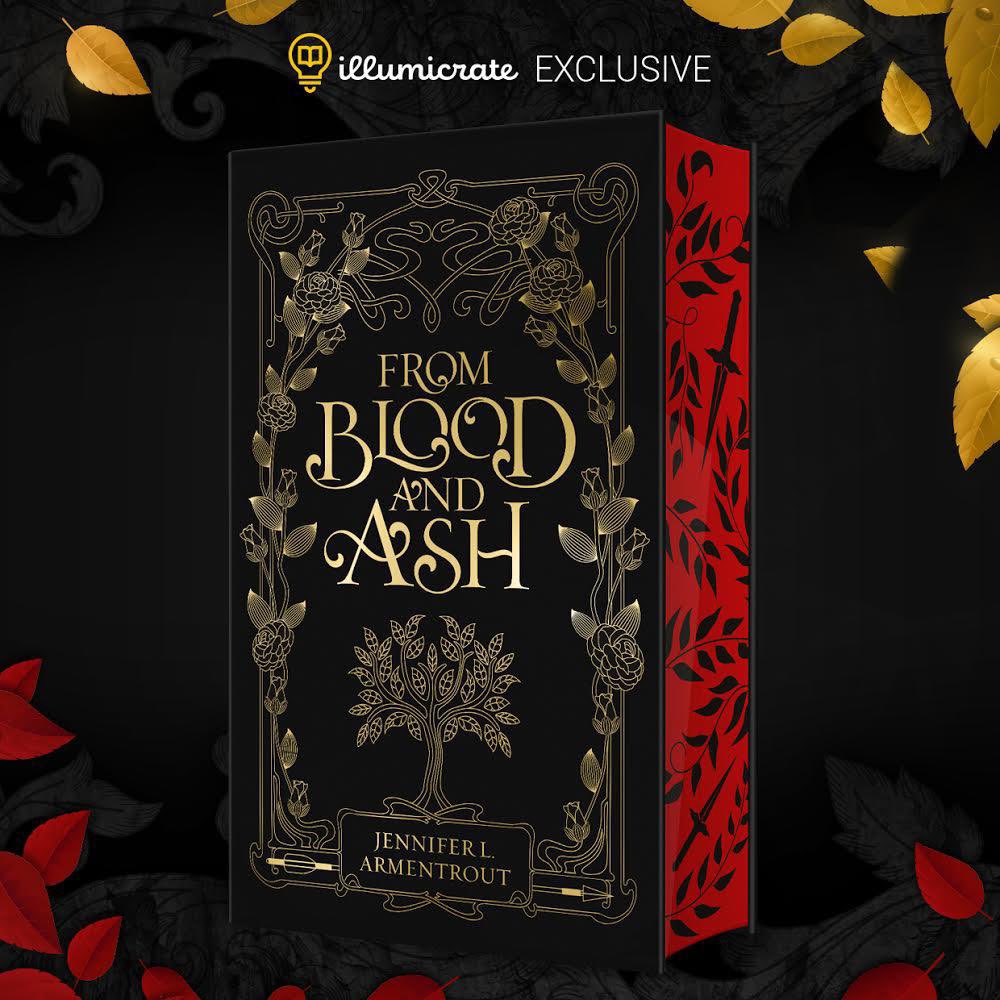 illumicrate EXCLUSIVE
FROM
BLOOD
AND
ASH
JENNIFER L.
ARMENTROUT